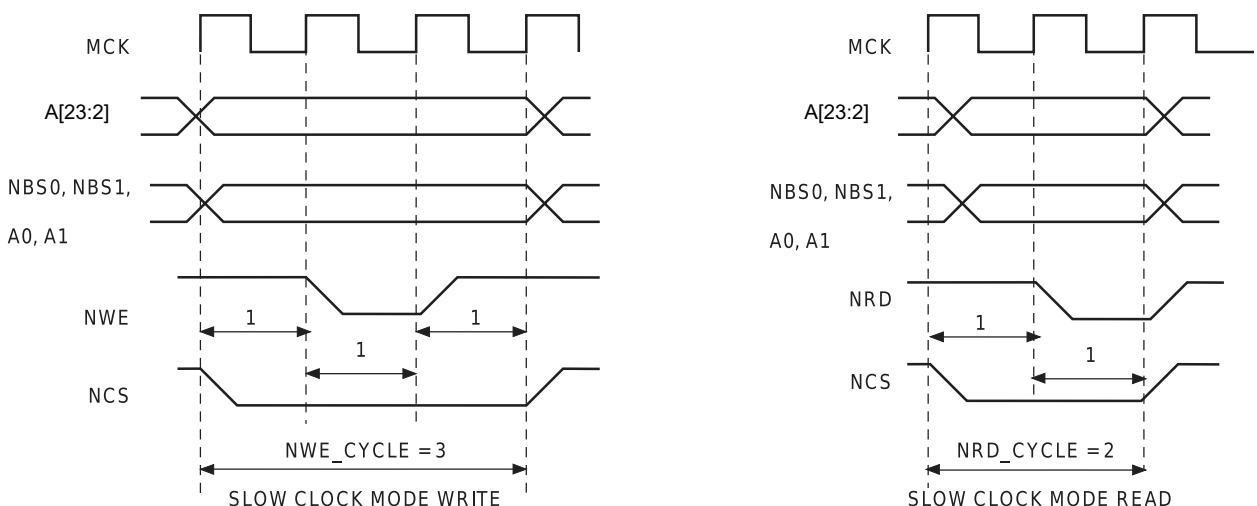 MCK
A[23:2]
NBS0, NBS1,
A0, A1
NWE
1
1
1
NCS
NWE_CYCLE = 3
SLOW CLOCK MODE WRITE
MCK
A[23:2]
NBS0, NBS1,
A0, A1
NRD
1
1
NCS
NRD_CYCLE = 2
SLOW CLOCK MODE READ